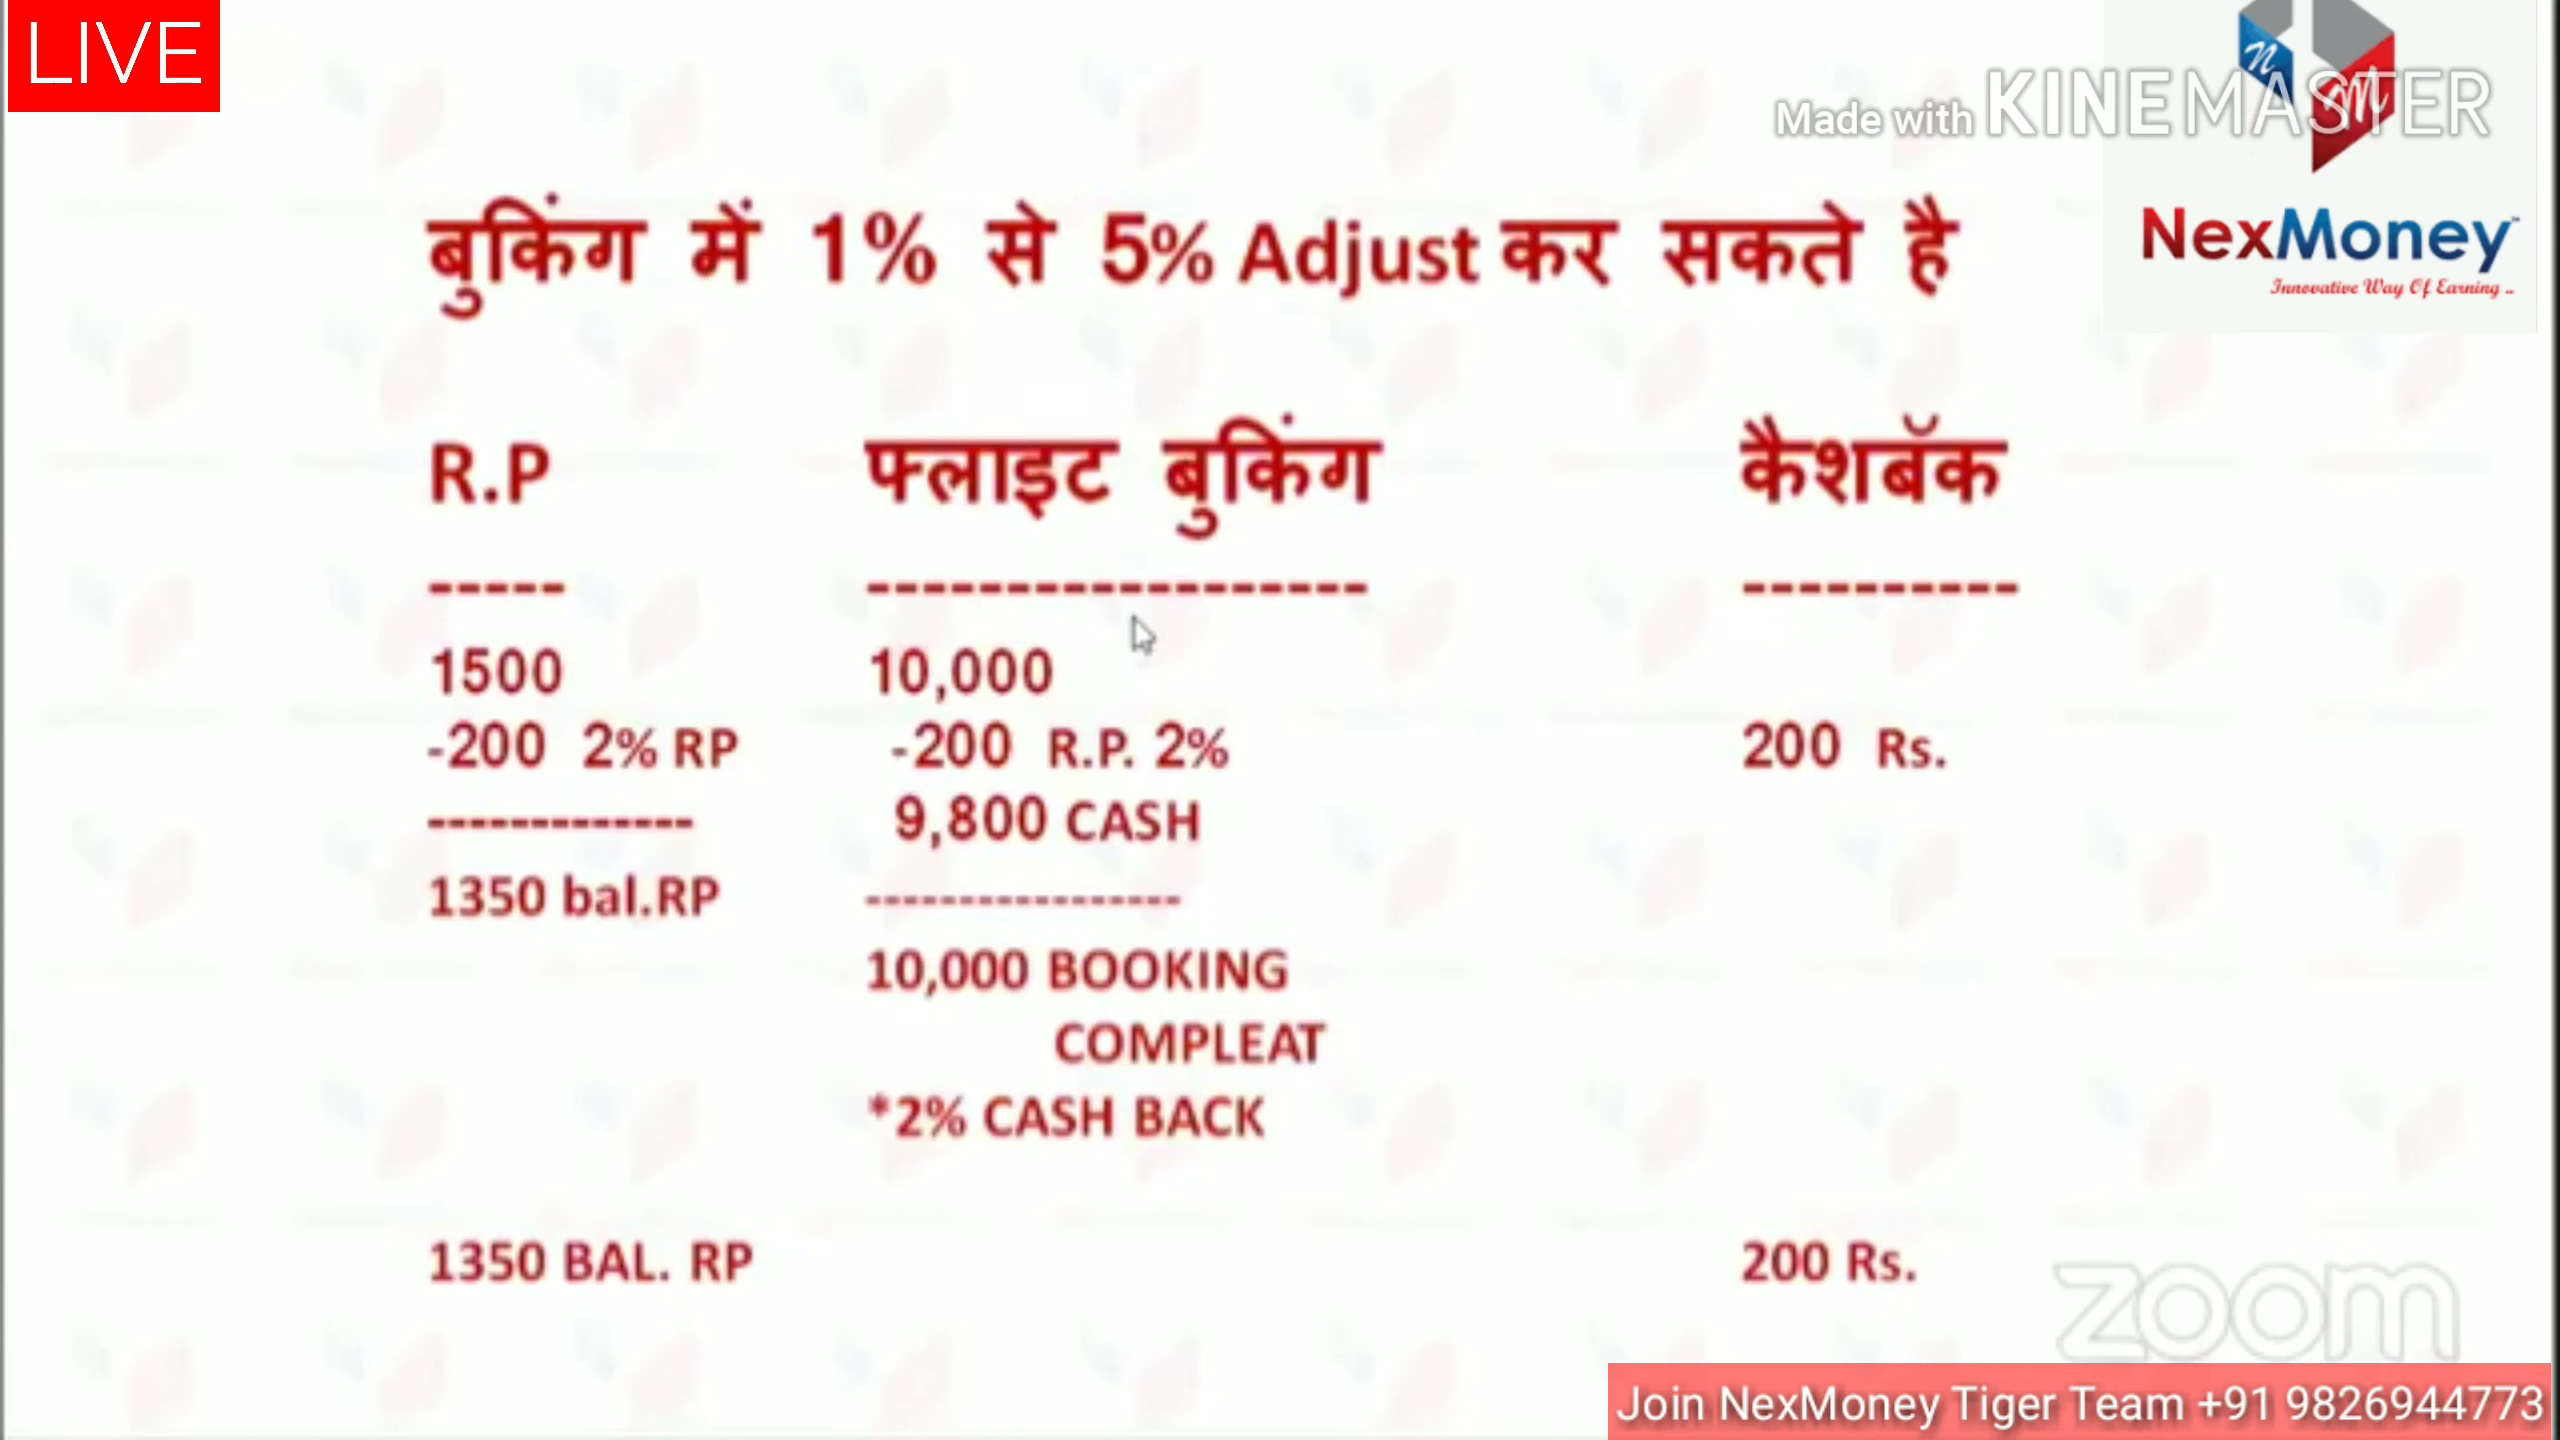 LIVE
Made with KINEMASTER
NexMoney
Innovative Way Of Earning ..
बुकिंग में 1% से 5% Adjust कर सकते है
R.P फ्लाइट बुकिंग कैशबॅक
----- ------------------ ----------
1500 10,000
-200 2% RP -200 R.P. 2% 200 Rs.
------------- 9,800 CASH
1350 bal.RP -----------------
10,000 BOOKING
COMPLEAT
*2% CASH BACK
1350 BAL. RP 200 Rs.
zoom
Join NexMoney Tiger Team +91 9826944773